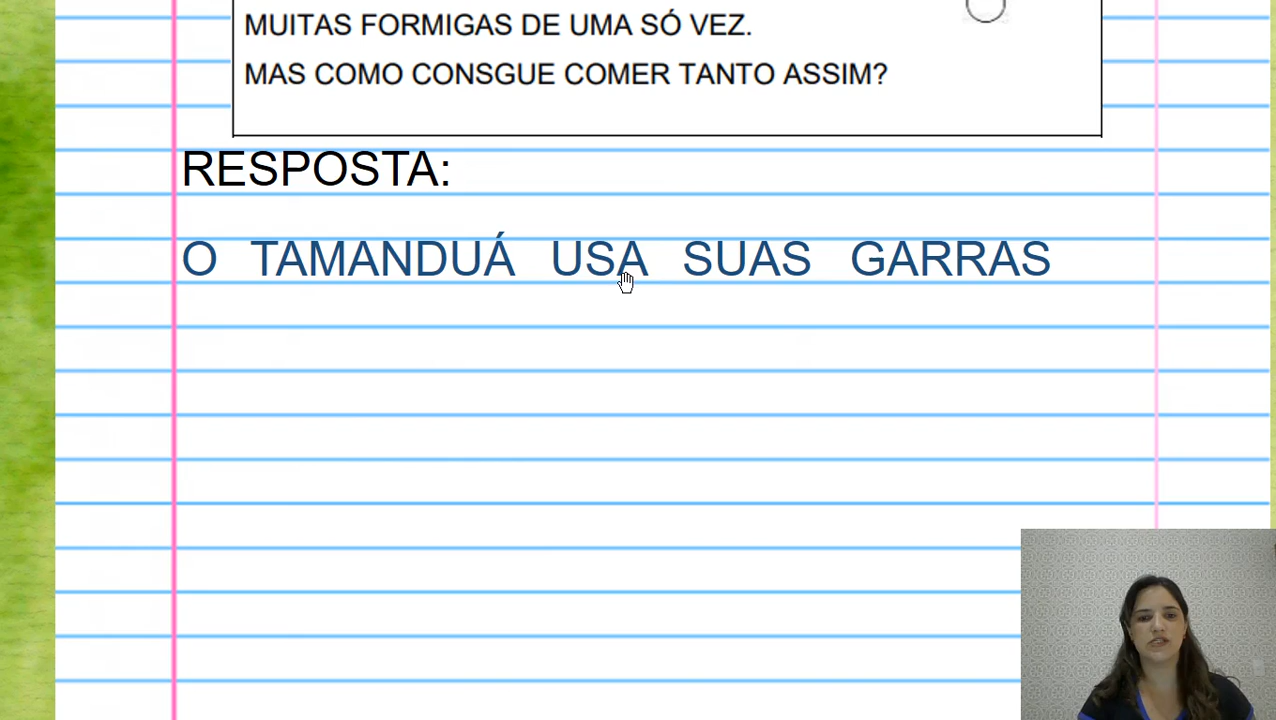 MUITAS FORMIGAS DE UMA SÓ VEZ.
MAS COMO CONSGUE COMER TANTO ASSIM?
RESPOSTA:
O TAMANDUÁ USA SUAS GARRAS